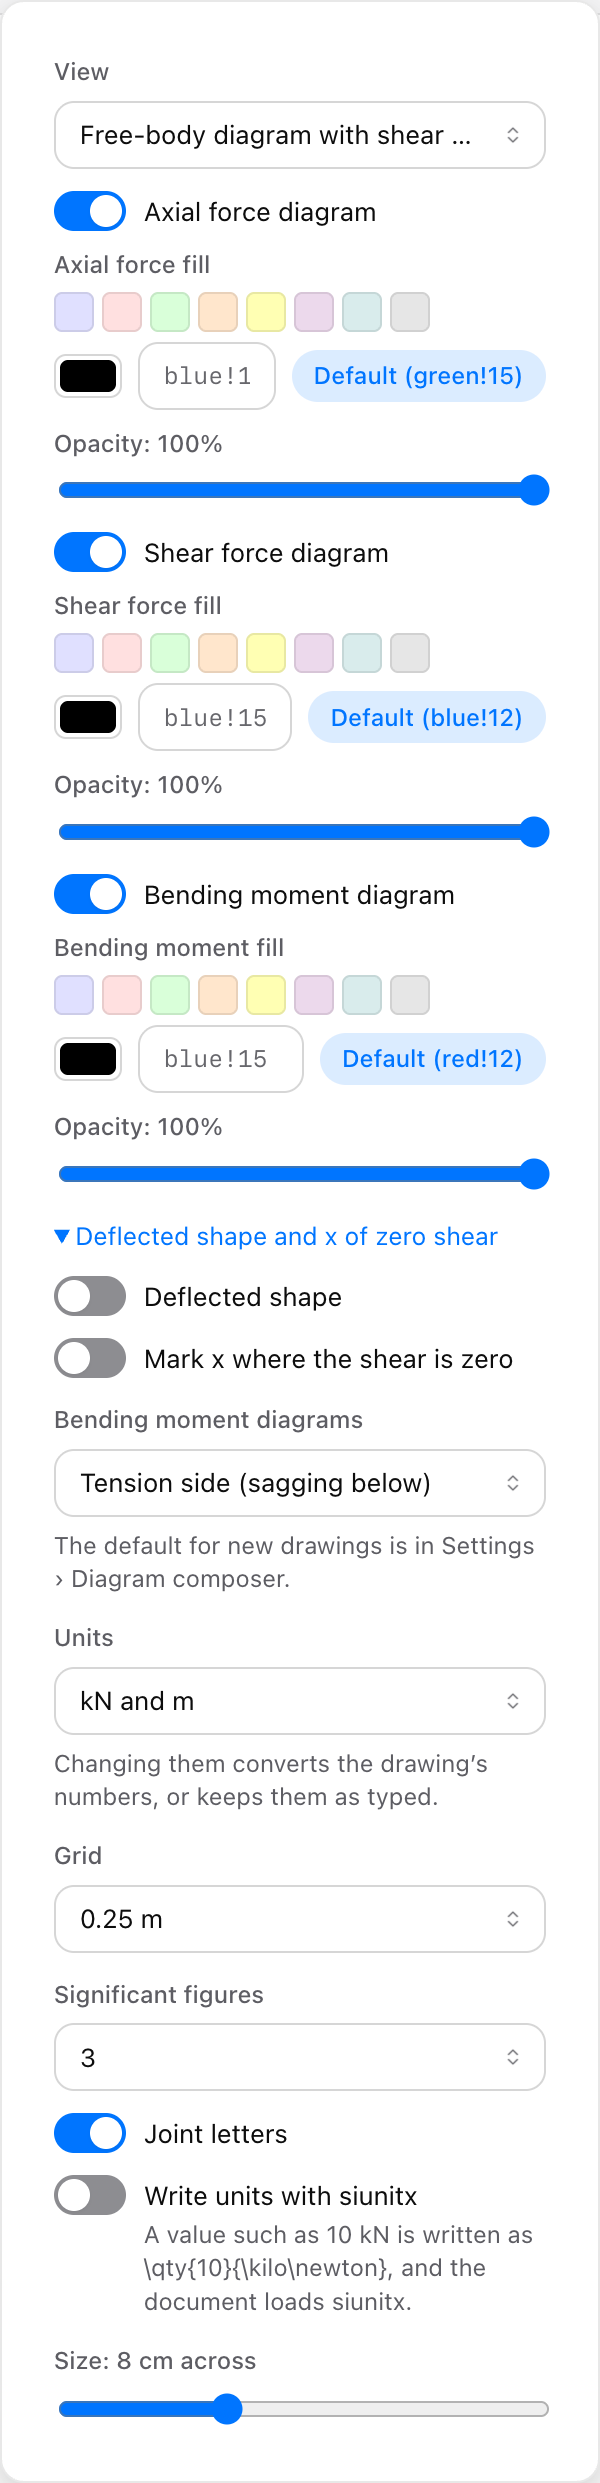 View
Free-body diagram with shear ...
Axial force diagram
Axial force fill
blue!1
Default (green!15)
Opacity: 100%
Shear force diagram
Shear force fill
blue!15
Default (blue!12)
Opacity: 100%
Bending moment diagram
Bending moment fill
blue!15
Default (red!12)
Opacity: 100%
▼ Deflected shape and x of zero shear
Deflected shape
Mark x where the shear is zero
Bending moment diagrams
Tension side (sagging below)
The default for new drawings is in Settings
› Diagram composer.
Units
kN and m
Changing them converts the drawing’s
numbers, or keeps them as typed.
Grid
0.25 m
Significant figures
3
Joint letters
Write units with siunitx
A value such as 10 kN is written as
\qty{10}{\kilo\newton}, and the
document loads siunitx.
Size: 8 cm across